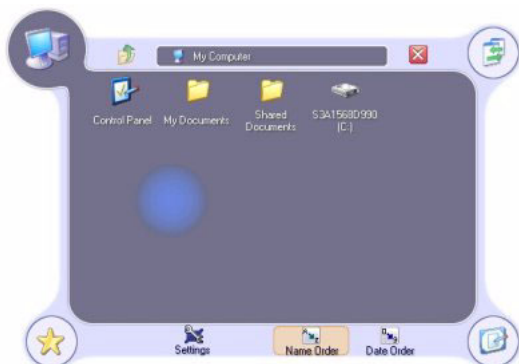 My Computer
Control Panel
My Documents
Shared
Documents
S3A1568D990
(C:)
Settings
Name Order
Date Order